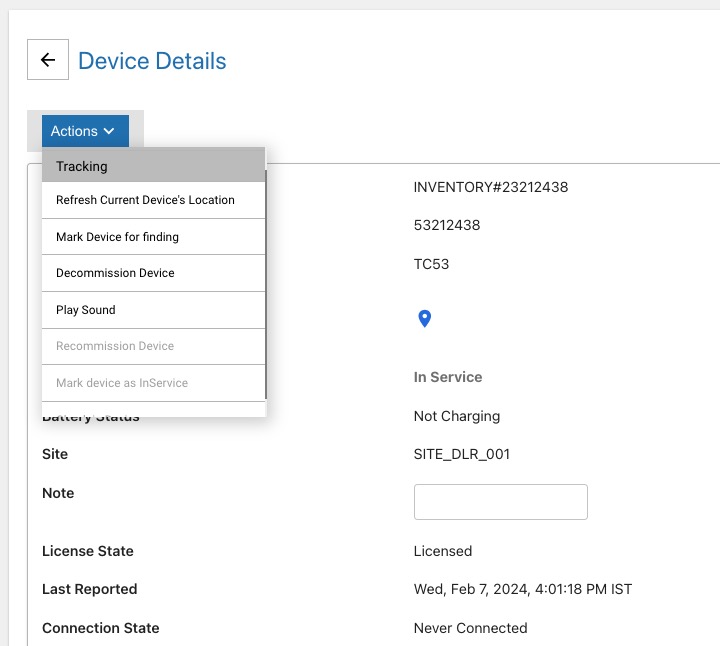 Device Details
Actions
Tracking
Refresh Current Device's Location
Mark Device for finding
Decommission Device
Play Sound
Recommission Device
Mark device as InService
INVENTORY#23212438
53212438
TC53
In Service
Battery Status Not Charging
Site SITE_DLR_001
Note
License State Licensed
Last Reported Wed, Feb 7, 2024, 4:01:18 PM IST
Connection State Never Connected